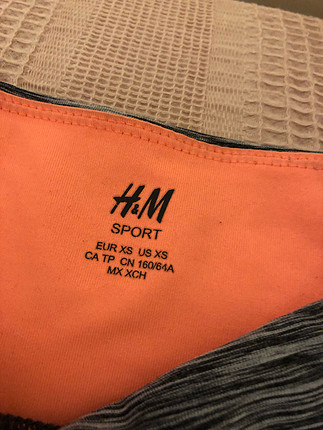 H&M
SPORT
EUR XS US XS
CA TP CN 160/64A
MX XCH